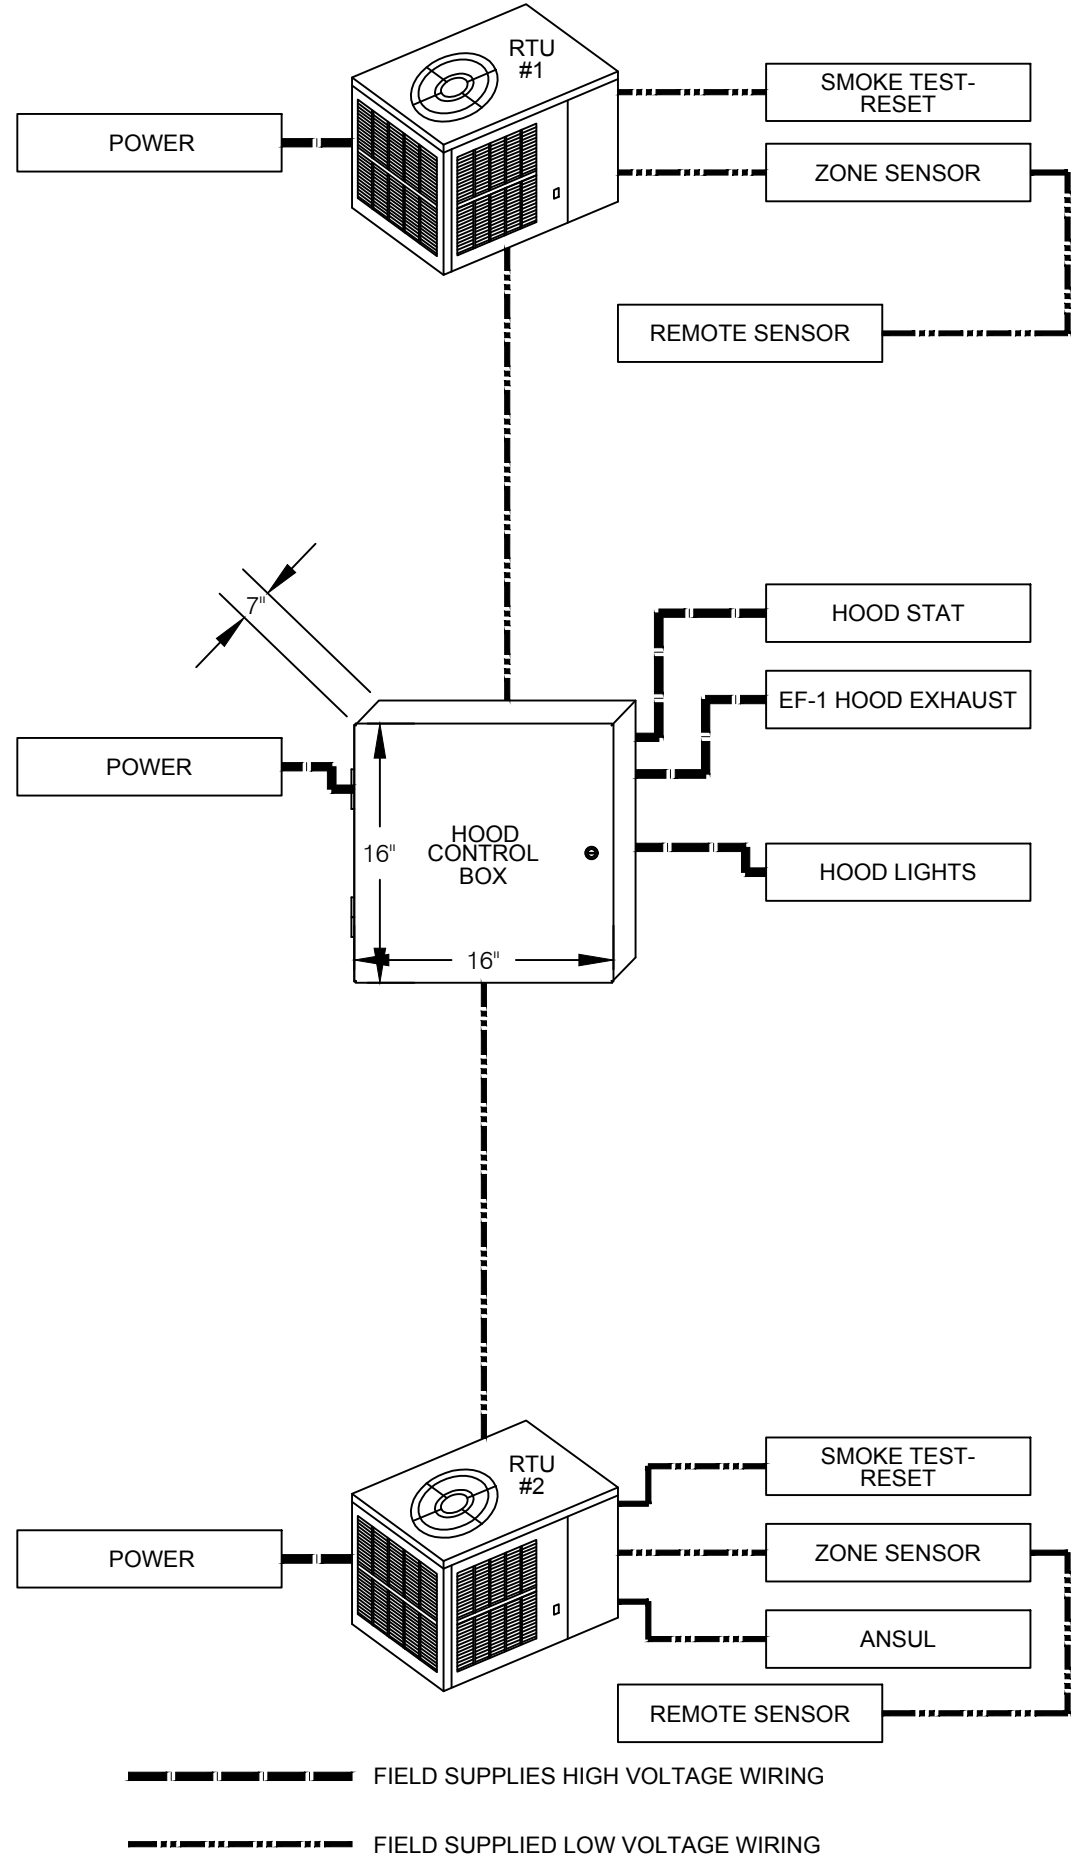 RTU
#1
SMOKE TEST-
RESET
POWER
ZONE SENSOR
REMOTE SENSOR
7"
HOOD STAT
EF-1 HOOD EXHAUST
POWER
16"
HOOD
CONTROL
BOX
HOOD LIGHTS
16"
RTU
#2
SMOKE TEST-
RESET
POWER
ZONE SENSOR
ANSUL
REMOTE SENSOR
FIELD SUPPLIES HIGH VOLTAGE WIRING
FIELD SUPPLIED LOW VOLTAGE WIRING